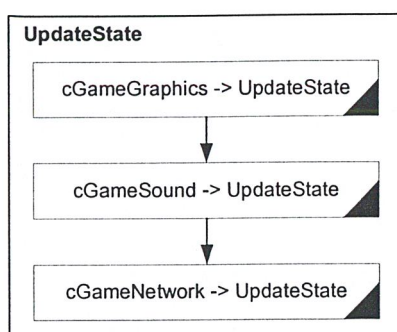 UpdateState
cGameGraphics -> UpdateState
cGameSound -> UpdateState
cGameNetwork -> UpdateState